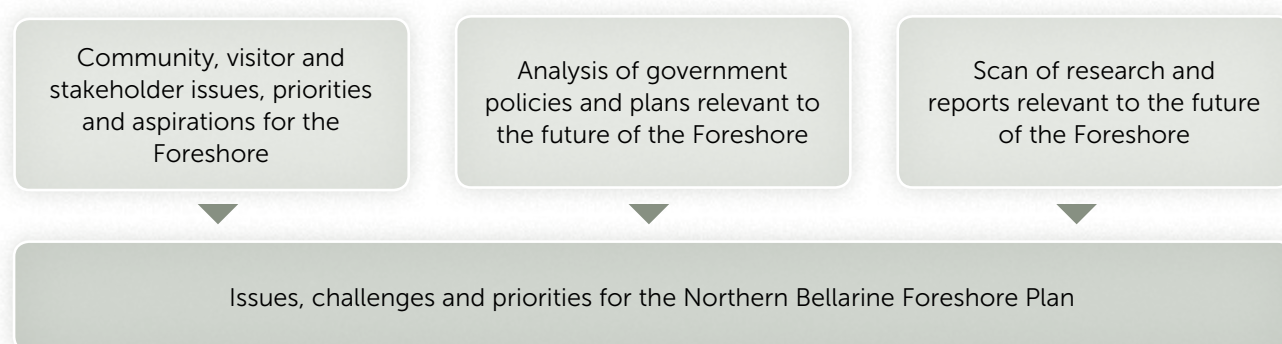 Community, visitor and
stakeholder issues, priorities
and aspirations for the
Foreshore
Analysis of government
policies and plans relevant to
the future of the Foreshore
Scan of research and
reports relevant to the future
of the Foreshore
Issues, challenges and priorities for the Northern Bellarine Foreshore Plan